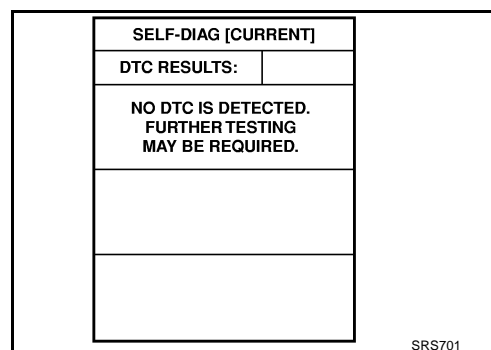 SELF-DIAG [CURRENT]
DTC RESULTS:
NO DTC IS DETECTED.
FURTHER TESTING
MAY BE REQUIRED.
SRS701